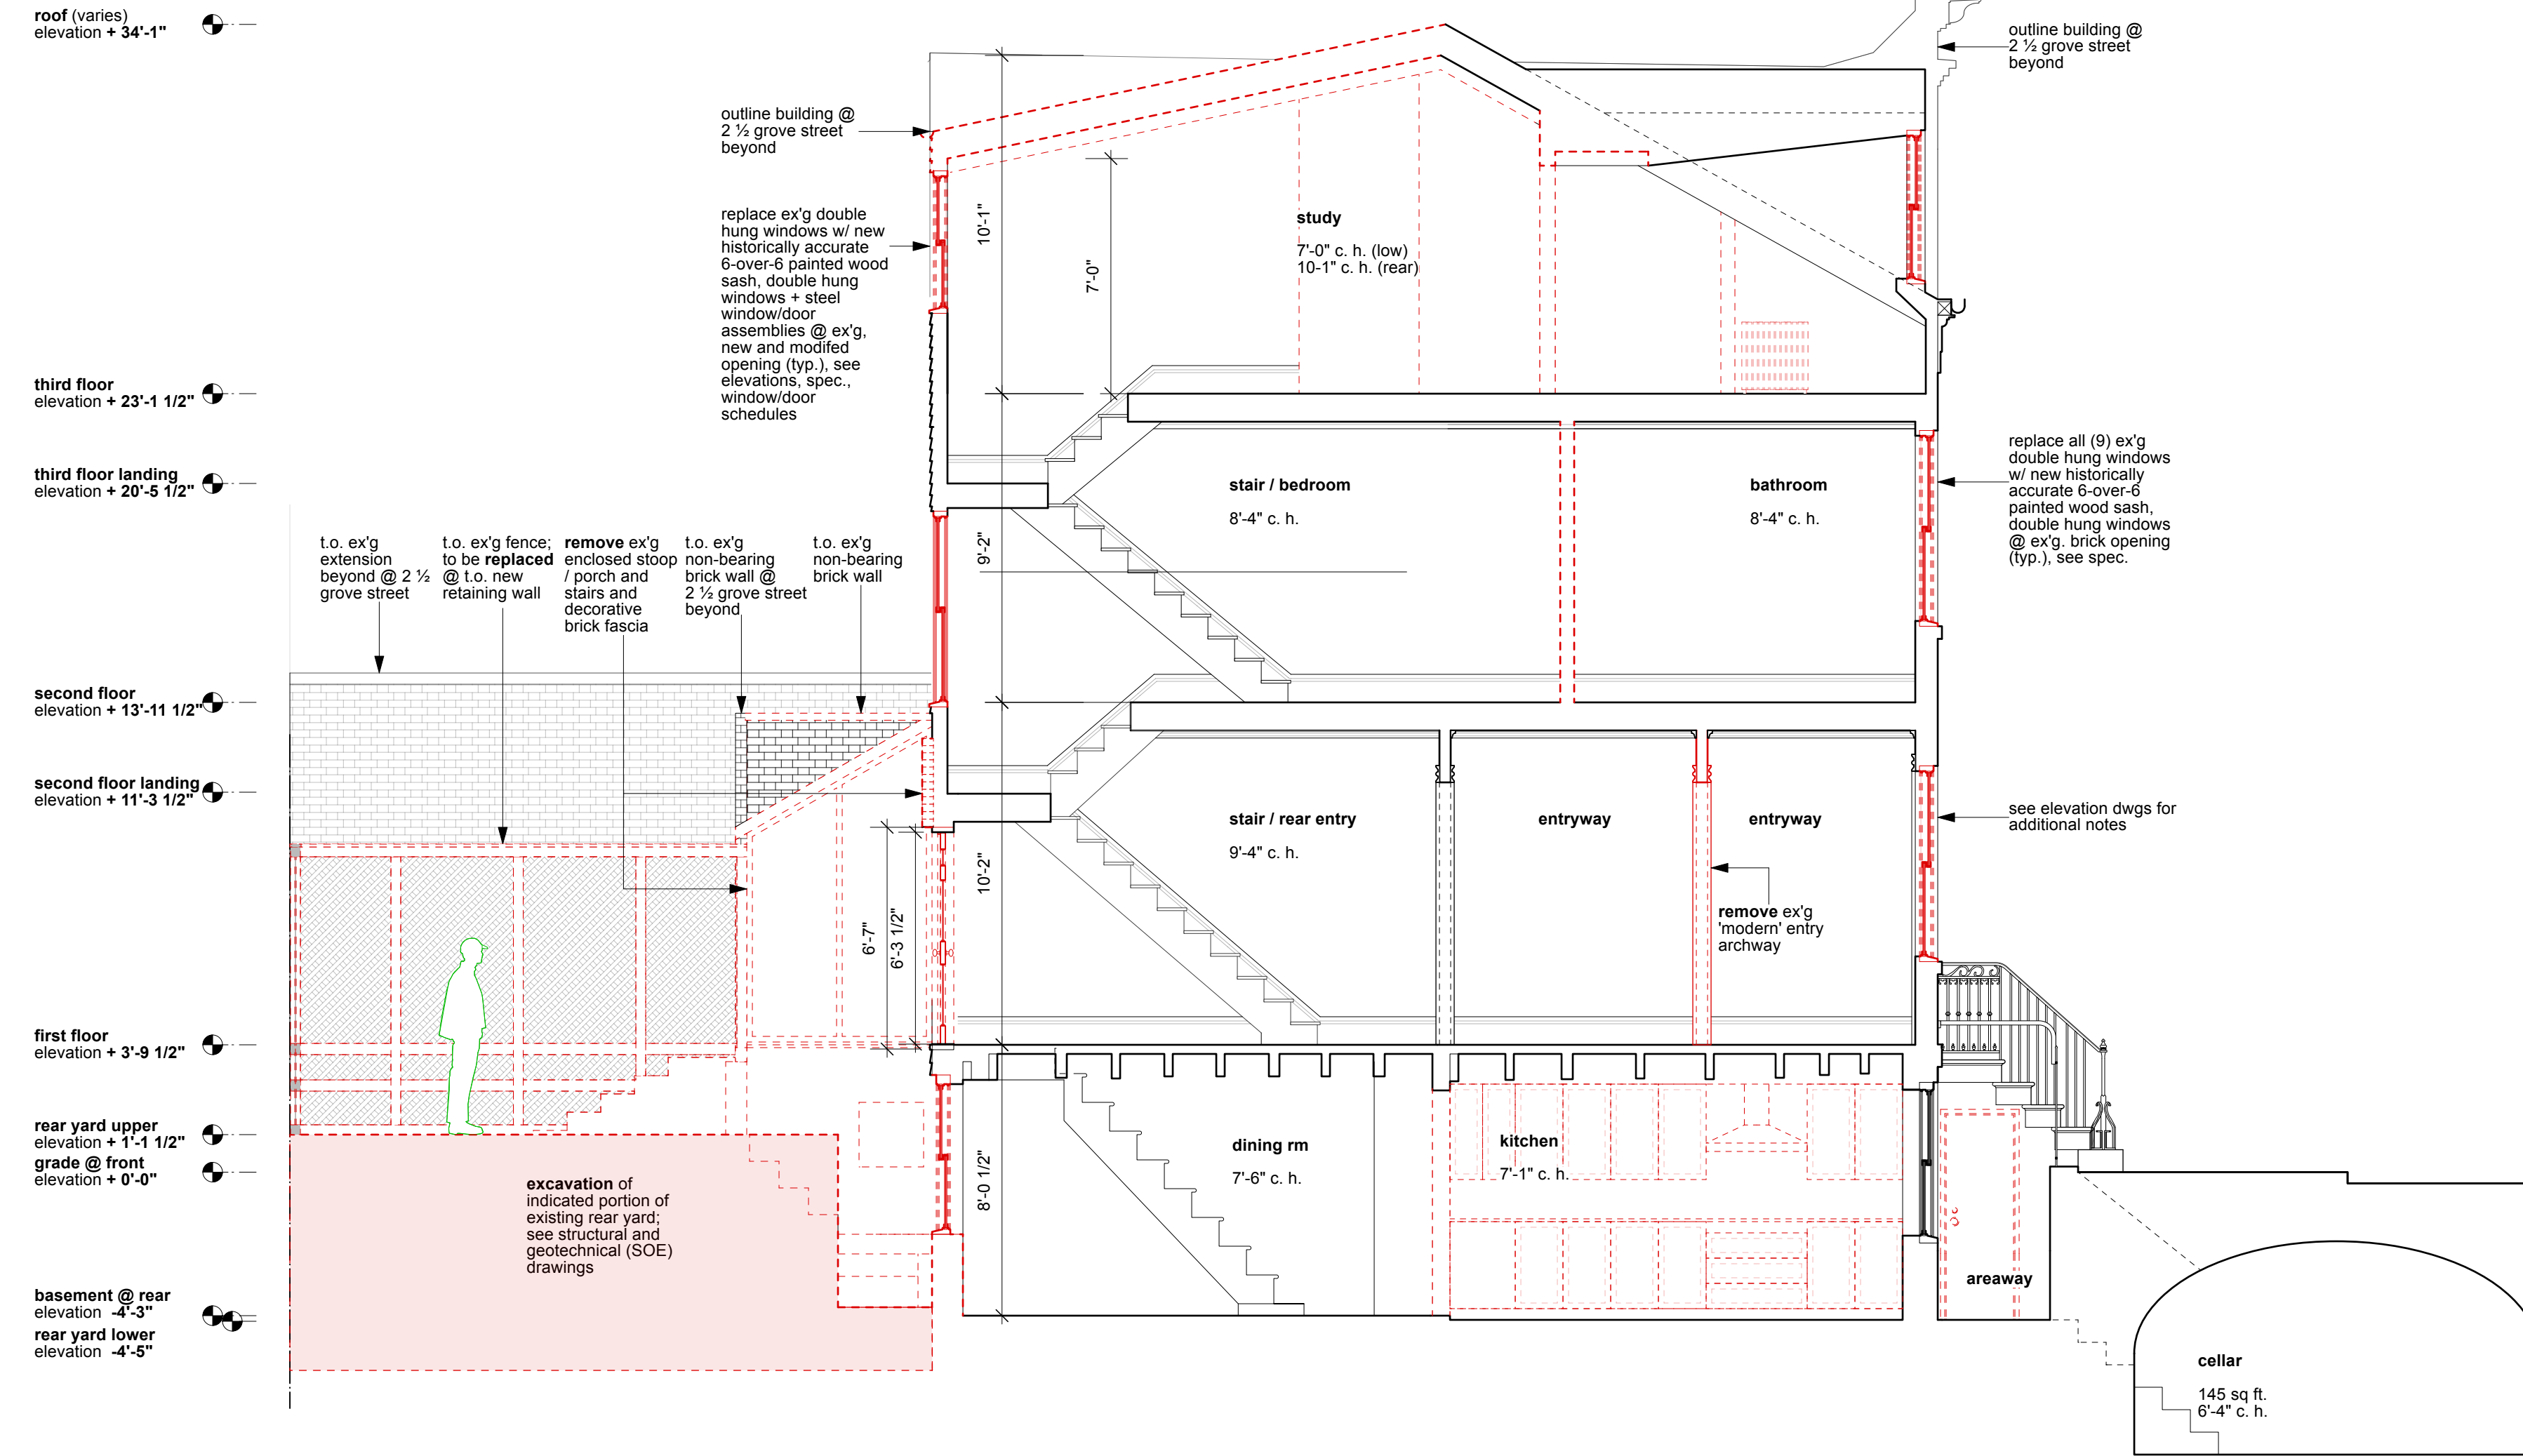 roof (varies)
elevation + 34'-1"
third floor
elevation + 23'-1 1/2"
third floor landing
elevation + 20'-5 1/2"
second floor
elevation + 13'-11 1/2"
second floor landing
elevation + 11'-3 1/2"
first floor
elevation + 3'-9 1/2"
rear yard upper
elevation + 1'-1 1/2"
grade @ front
elevation + 0'-0"
basement @ rear
elevation -4'-3"
rear yard lower
elevation -4'-5"
outline building @
2 ½ grove street
beyond
replace ex'g double
hung windows w/ new
historically accurate
6-over-6 painted wood
sash, double hung
windows + steel
window/door
assemblies @ ex'g,
new and modifed
opening (typ.), see
elevations, spec.,
window/door
schedules
t.o. ex'g
extension
beyond @ 2 ½
grove street
t.o. ex'g fence;
to be replaced
@ t.o. new
retaining wall
remove ex'g
enclosed stoop
/ porch and
stairs and
decorative
brick fascia
t.o. ex'g
non-bearing
brick wall @
2 ½ grove street
beyond
t.o. ex'g
non-bearing
brick wall
10'-1"
7'-0"
9'-2"
10'-2"
6'-7"
6'-3 1/2"
8'-0 1/2"
study
7'-0" c. h. (low)
10-1" c. h. (rear)
stair / bedroom
8'-4" c. h.
bathroom
8'-4" c. h.
stair / rear entry
9'-4" c. h.
entryway
entryway
remove ex'g
'modern' entry
archway
dining rm
7'-6" c. h.
kitchen
7'-1" c. h.
excavation of
indicated portion of
existing rear yard;
see structural and
geotechnical (SOE)
drawings
outline building @
2 ½ grove street
beyond
replace all (9) ex'g
double hung windows
w/ new historically
accurate 6-over-6
painted wood sash,
double hung windows
@ ex'g. brick opening
(typ.), see spec.
see elevation dwgs for
additional notes
areaway
cellar
145 sq ft.
6'-4" c. h.